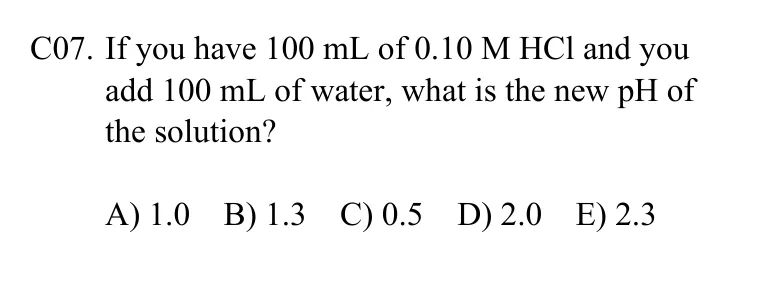 C07. If you have 100 mL of 0.10 M HCl and you
add 100 mL of water, what is the new pH of
the solution?
A) 1.0 B) 1.3 C) 0.5 D) 2.0 E) 2.3